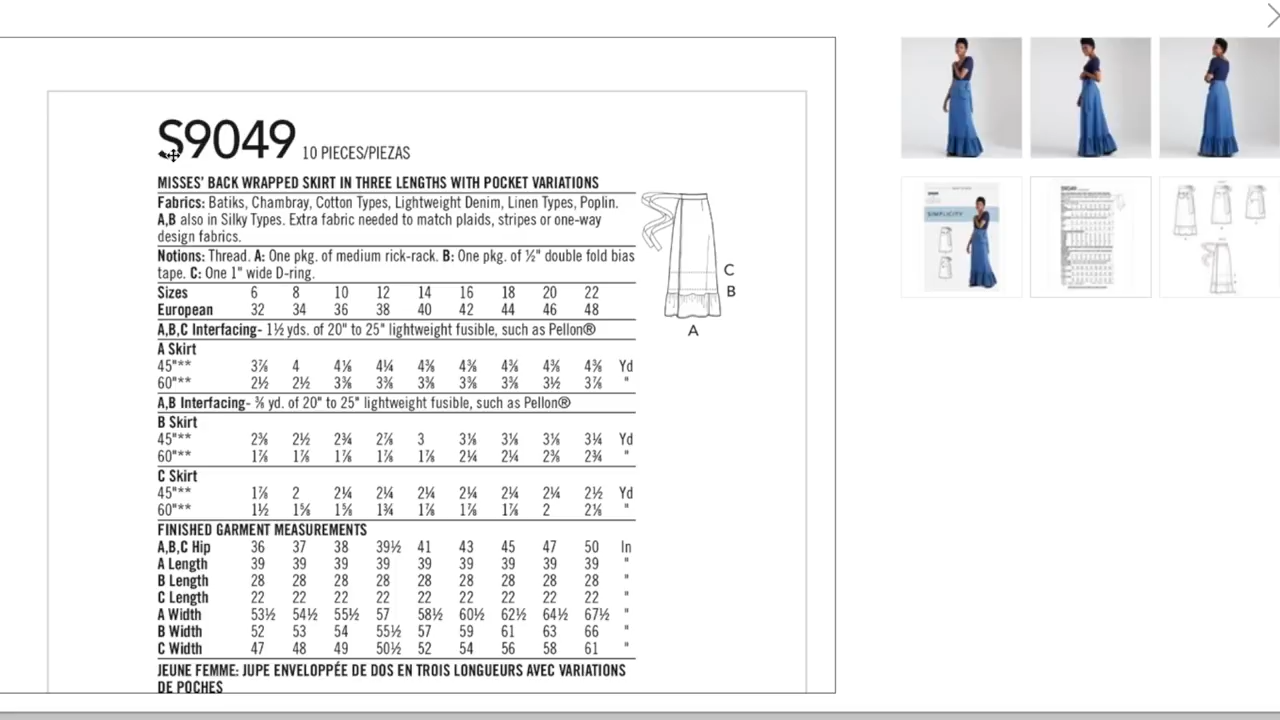 S9049 10 PIECES/PIEZAS
MISSES' BACK WRAPPED SKIRT IN THREE LENGTHS WITH POCKET VARIATIONS
Fabrics: Batiks, Chambray, Cotton Types, Lightweight Denim, Linen Types, Poplin.
A,B also in Silky Types. Extra fabric needed to match plaids, stripes or one-way
design fabrics.
Notions: Thread. A: One pkg. of medium rick-rack. B: One pkg. of ½" double fold bias
tape. C: One 1" wide D-ring.
Sizes 6 8 10 12 14 16 18 20 22
European 32 34 36 38 40 42 44 46 48
A,B,C Interfacing- 1½ yds. of 20" to 25" lightweight fusible, such as Pellon®
A Skirt
45"** 3⅞ 4 4⅛ 4¼ 4⅜ 4⅜ 4⅜ 4⅜ 4⅜ Yd
60"** 2½ 2½ 3⅜ 3⅜ 3⅜ 3⅜ 3⅜ 3½ 3⅞ "
A,B Interfacing- ⅜ yd. of 20" to 25" lightweight fusible, such as Pellon®
B Skirt
45"** 2⅜ 2½ 2¾ 2⅞ 3 3⅛ 3⅛ 3⅛ 3¼ Yd
60"** 1⅞ 1⅞ 1⅞ 1⅞ 1⅞ 2¼ 2¼ 2⅜ 2¾ "
C Skirt
45"** 1⅞ 2 2¼ 2¼ 2¼ 2¼ 2¼ 2¼ 2½ Yd
60"** 1½ 1⅝ 1⅝ 1¾ 1⅞ 1⅞ 1⅞ 2 2⅛ "
FINISHED GARMENT MEASUREMENTS
A,B,C Hip 36 37 38 39½ 41 43 45 47 50 In
A Length 39 39 39 39 39 39 39 39 39 "
B Length 28 28 28 28 28 28 28 28 28 "
C Length 22 22 22 22 22 22 22 22 22 "
A Width 53½ 54½ 55½ 57 58½ 60½ 62½ 64½ 67½ "
B Width 52 53 54 55½ 57 59 61 63 66 "
C Width 47 48 49 50½ 52 54 56 58 61 "
JEUNE FEMME: JUPE ENVELOPPÉE DE DOS EN TROIS LONGUEURS AVEC VARIATIONS
DE POCHES
C
B
A
SIMPLICITY
S9049